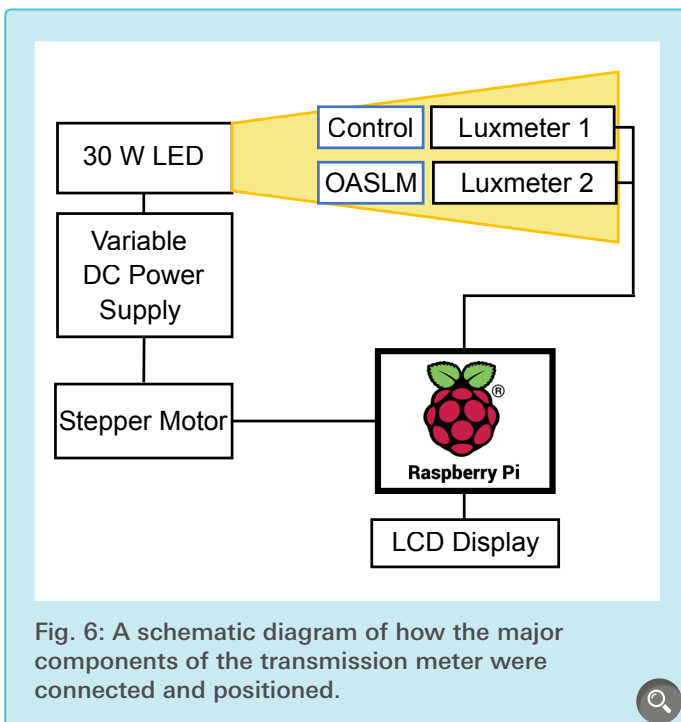 30 W LED
Control
Luxmeter 1
OASLM
Luxmeter 2
Variable
DC Power
Supply
Stepper Motor
®
Raspberry Pi
LCD Display
Fig. 6: A schematic diagram of how the major
components of the transmission meter were
connected and positioned.